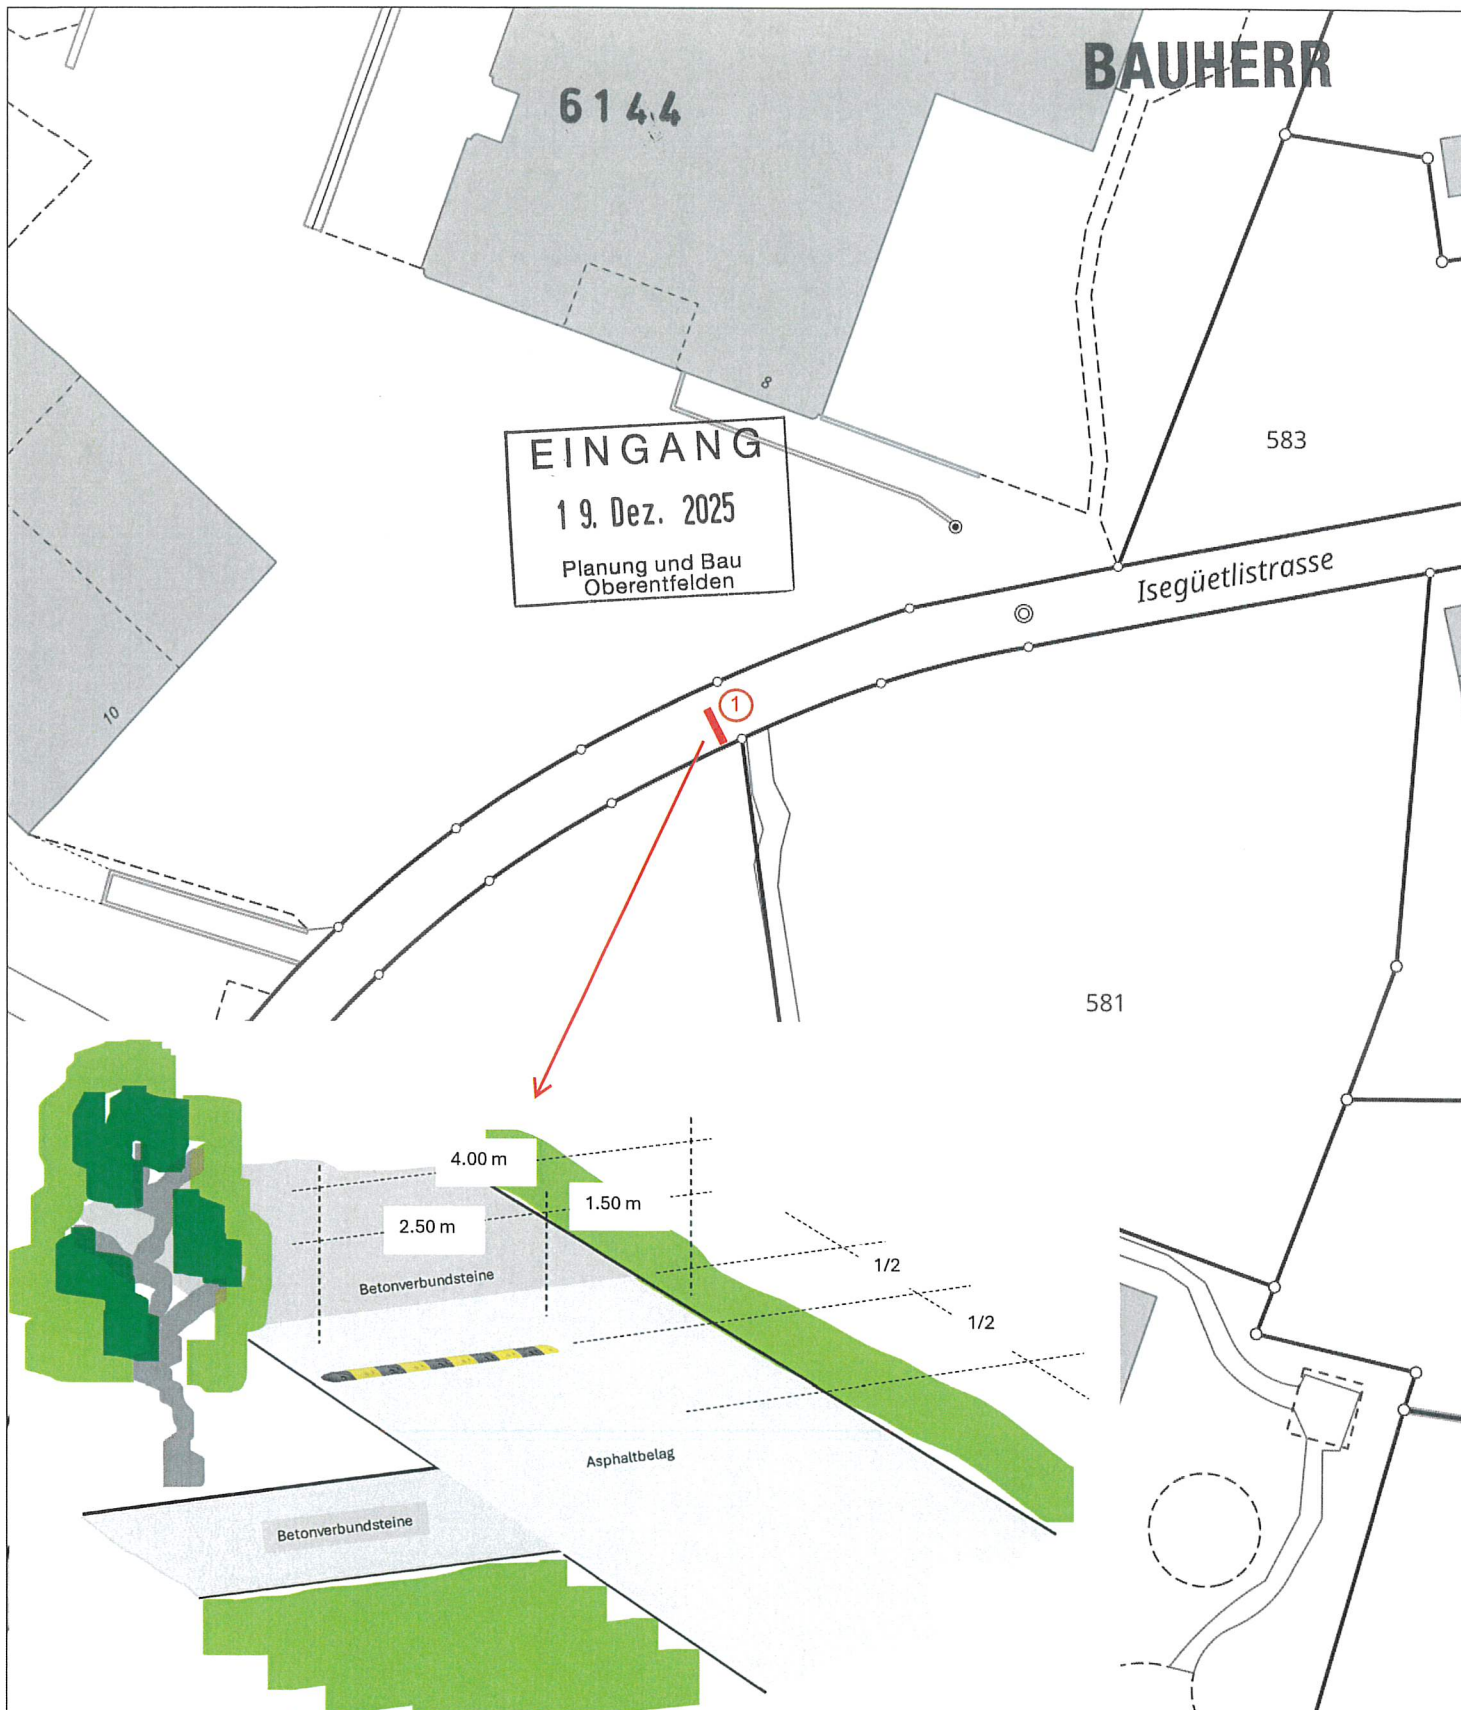 BAUHERR
6144
8
EINGANG
19. Dez. 2025
Planung und Bau
Oberentfelden
583
Isegüetlistrasse
1
10
581
4.00 m
1.50 m
2.50 m
1/2
Betonverbundsteine
1/2
Asphaltbelag
Betonverbundsteine